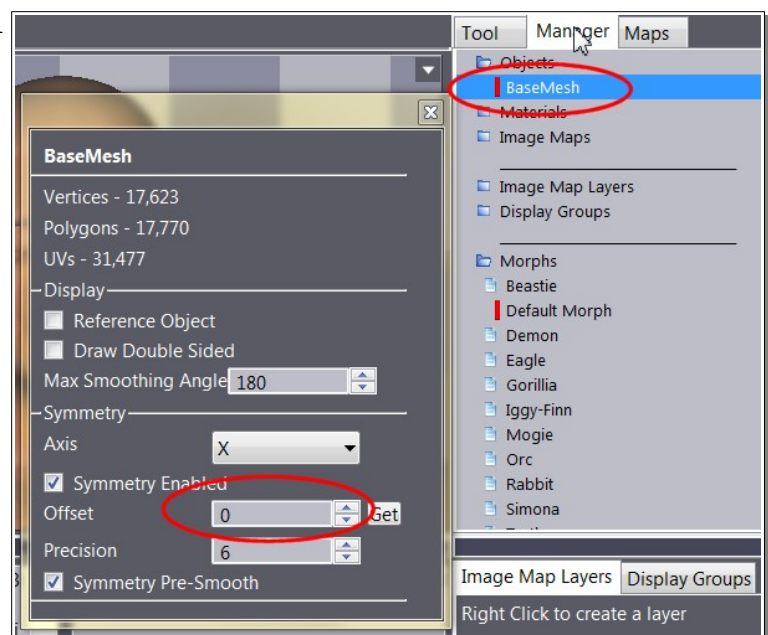 Tool Manager Maps
Objects
BaseMesh
Materials
Image Maps
Image Map Layers
Display Groups
Morphs
Beastie
Default Morph
Demon
Eagle
Gorillia
Iggy-Finn
Mogie
Orc
Rabbit
Simona
Image Map Layers Display Groups
Right Click to create a layer
BaseMesh
Vertices - 17,623
Polygons - 17,770
UVs - 31,477
Display
Reference Object
Draw Double Sided
Max Smoothing Angle 180
Symmetry
Axis X
Symmetry Enabled
Offset 0 Get
Precision 6
Symmetry Pre-Smooth